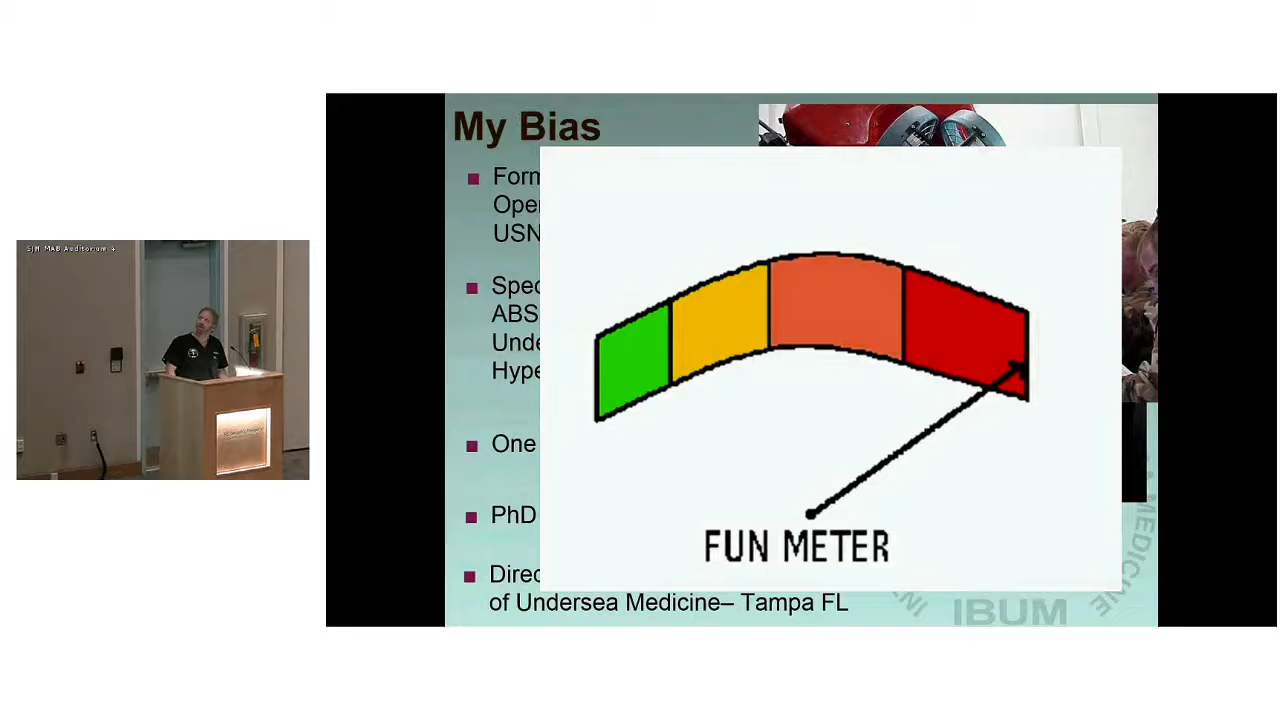 SJH MAB Auditorium +
My Bias
Form
Oper
USN
Spec
ABS
Unde
Hype
One
PhD
Direc
of Undersea Medicine– Tampa FL
FUN METER
IBUM
MEDICINE